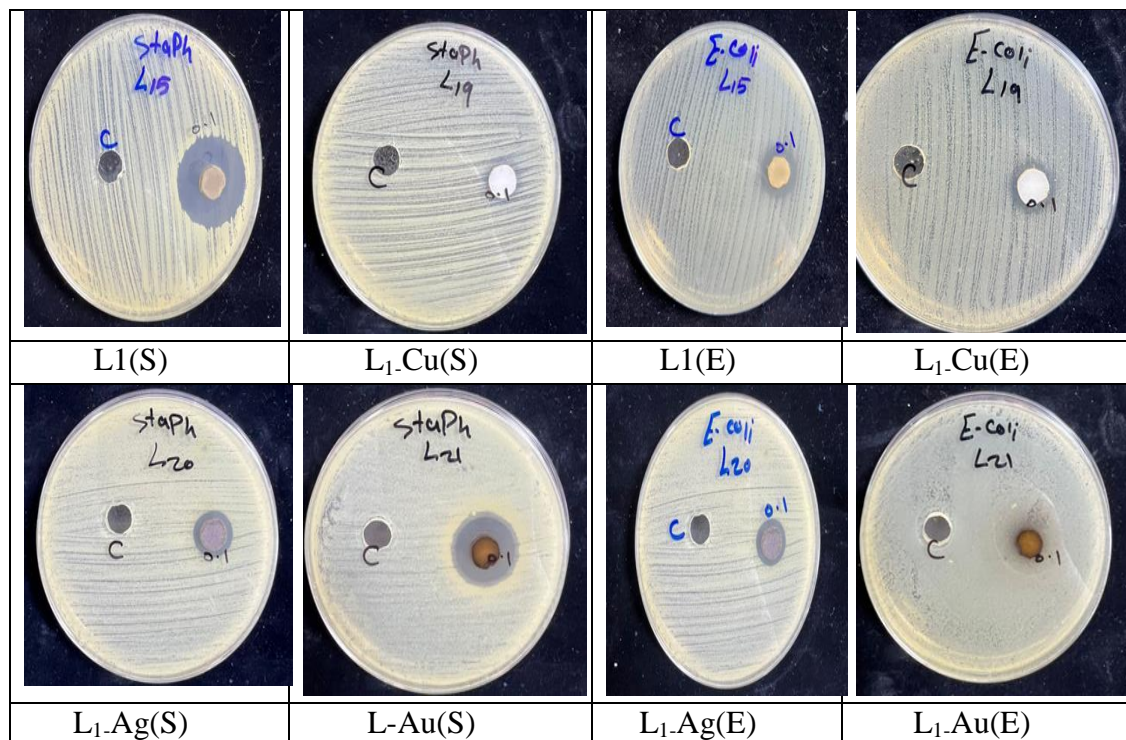 StaPh
L15
C
0.1
StaPh
L19
C
0.1
E-coli
L15
C
0.1
E-coli
L19
C
0.1
L1(S)
L₁-Cu(S)
L1(E)
L₁-Cu(E)
StaPh
L20
C
0.1
StaPh
L21
C
0.1
E-coli
L20
C
0.1
E-coli
L21
C
0.1
L₁-Ag(S)
L-Au(S)
L₁-Ag(E)
L₁-Au(E)